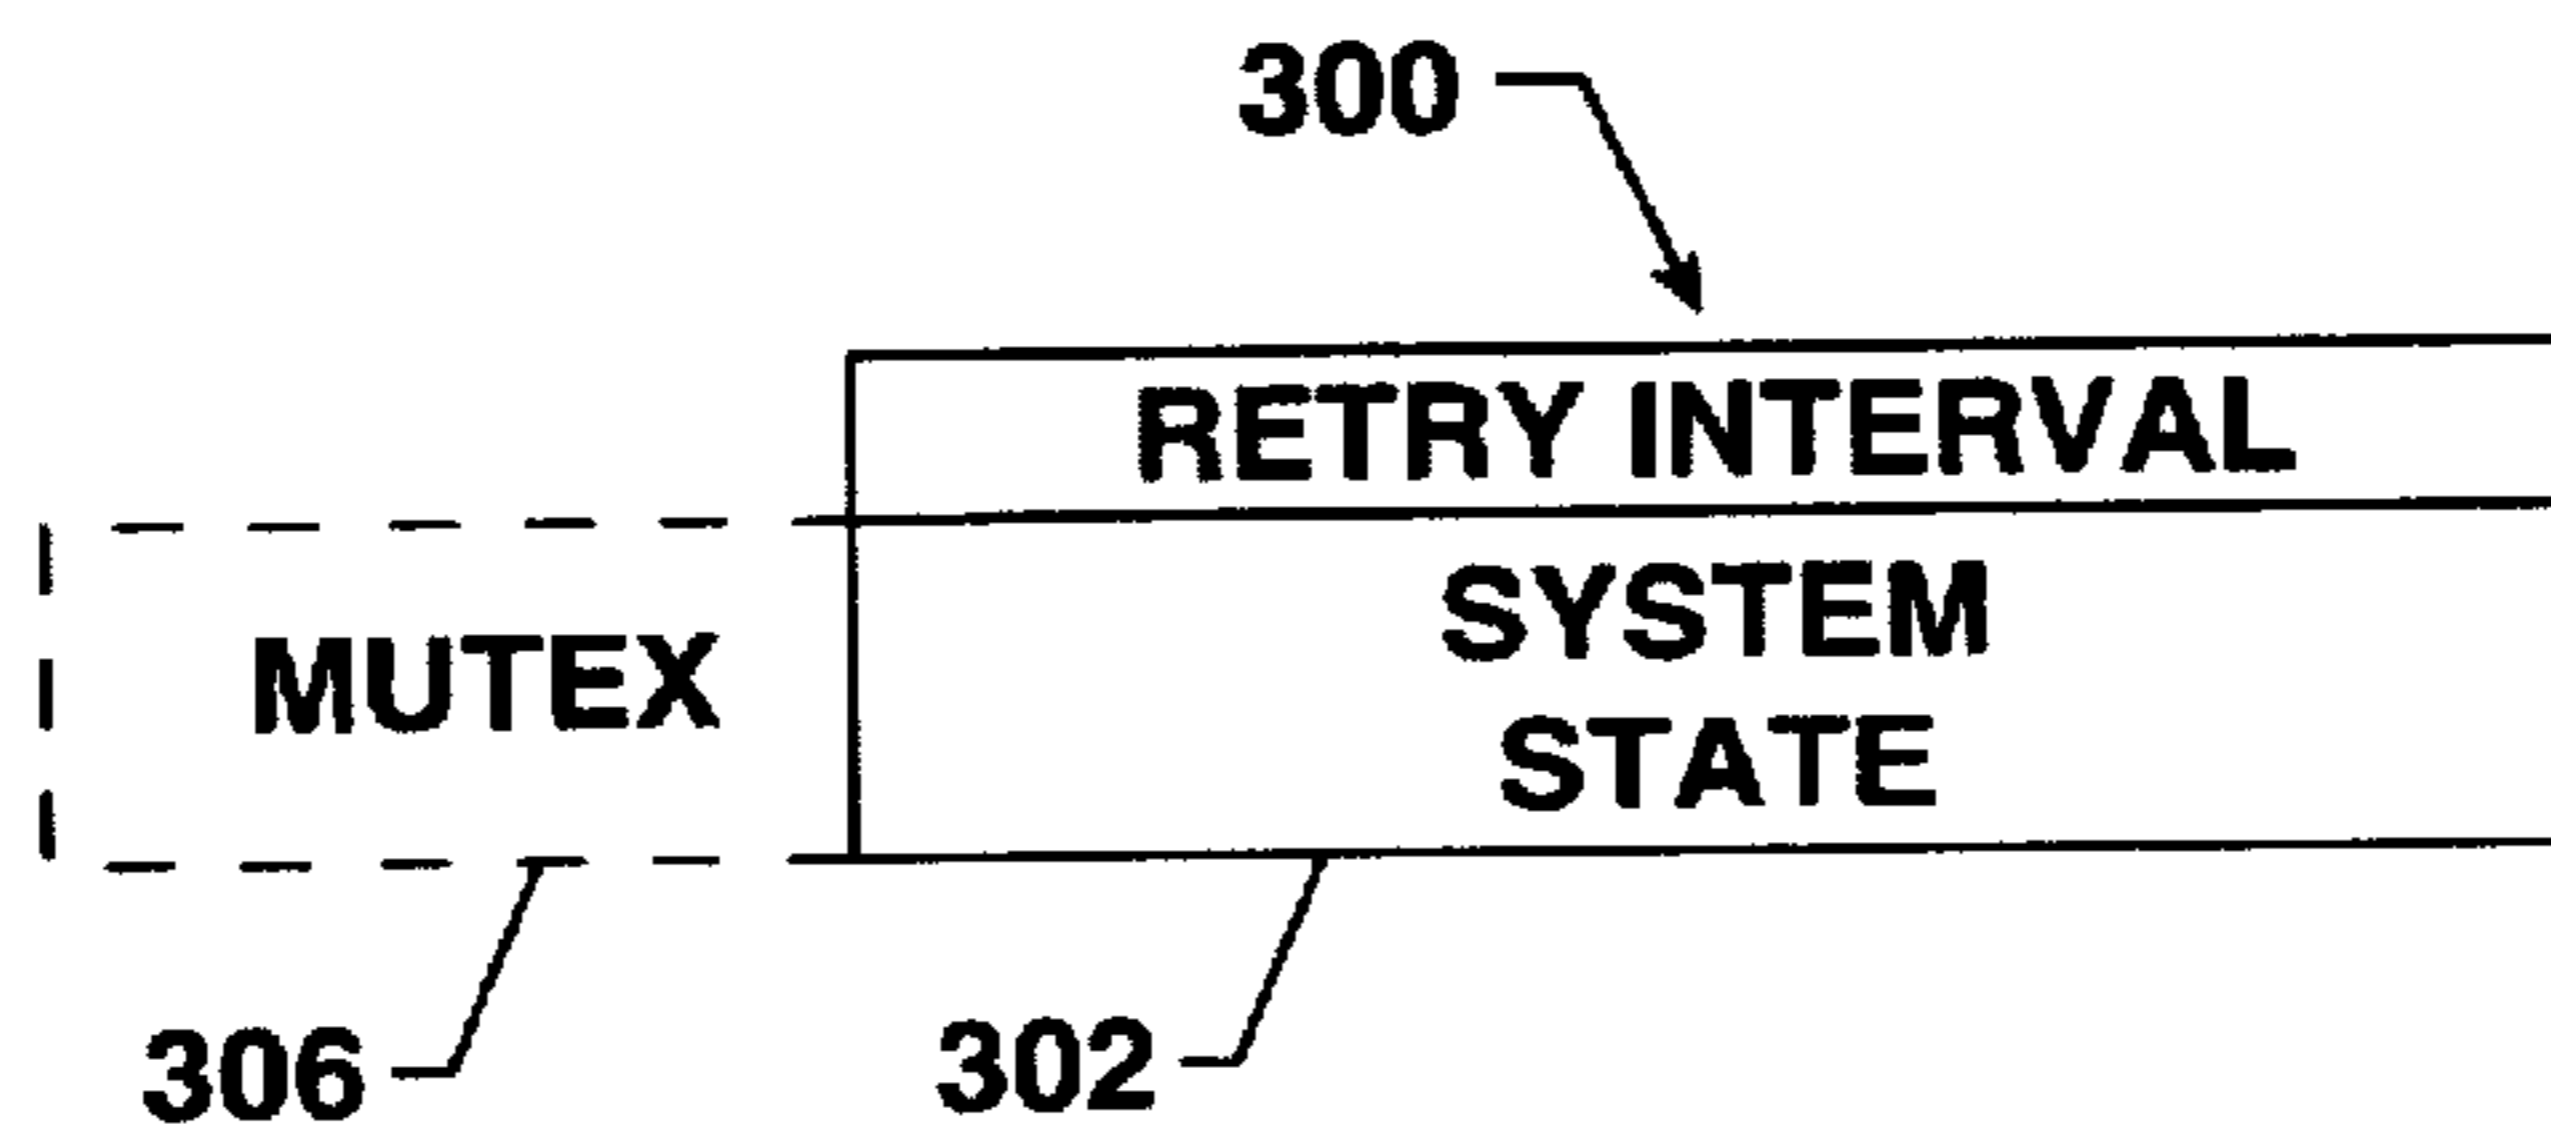 300
RETRY INTERVAL
SYSTEM
MUTEX
STATE
306
302